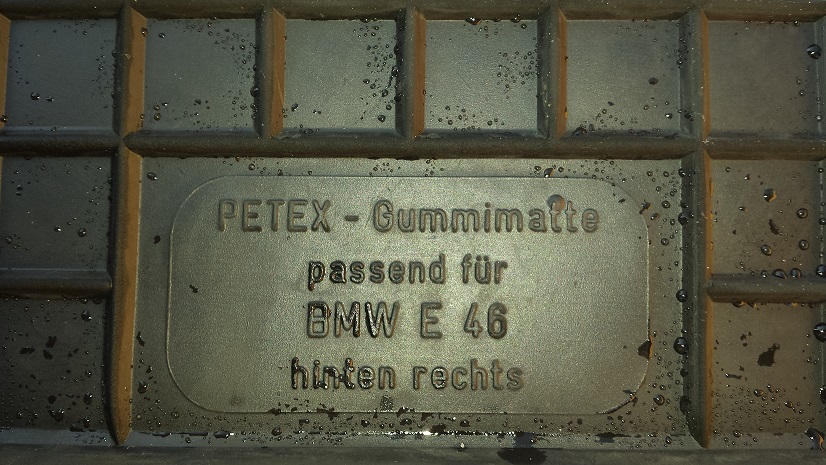 PETEX - Gummimatte
passend für
BMW E 46
hinten rechts